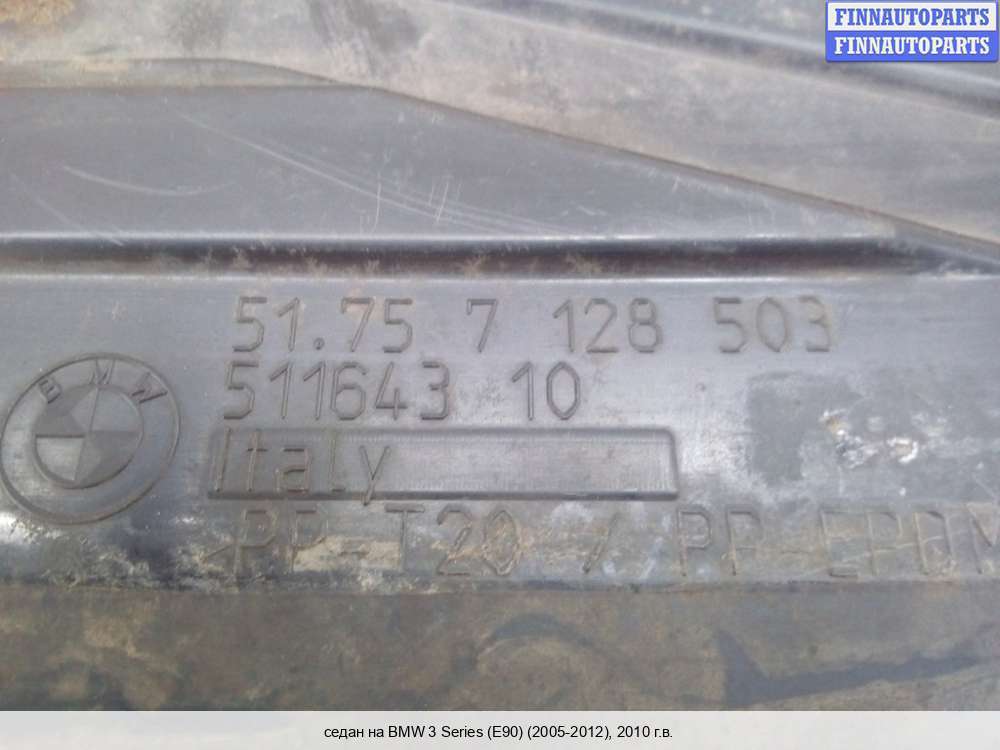 FINNAUTOPARTS
FINNAUTOPARTS
51.75 7 128 503
511643 10
BMW
Italy
PP-T20 / PP-EPDM
седан на BMW 3 Series (E90) (2005-2012), 2010 г.в.